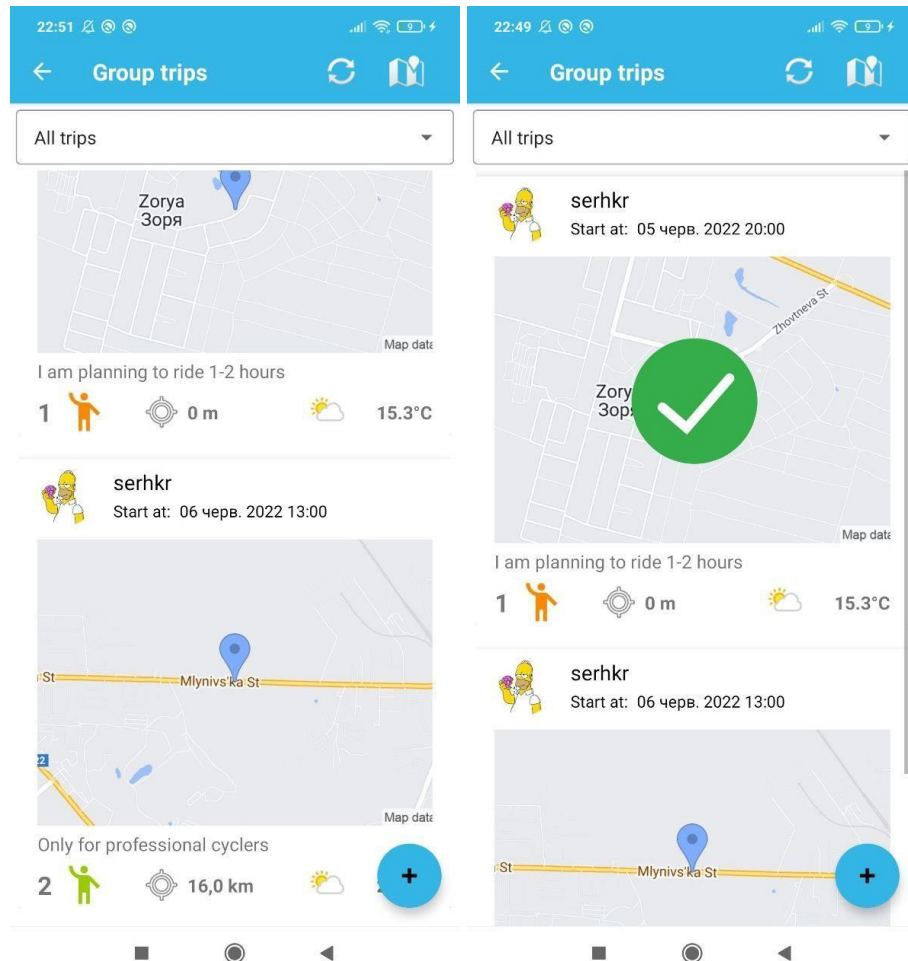 22:51
9
Group trips
All trips
Zorya
Зоря
Map data
I am planning to ride 1-2 hours
1 0 m 15.3°C
serhkr
Start at: 06 черв. 2022 13:00
St
Mlynivs'ka St
22
Map data
Only for professional cyclers
2 16,0 km
+
22:49
9
Group trips
All trips
serhkr
Start at: 05 черв. 2022 20:00
Zhovtneva St
Zory
Зор
Map data
I am planning to ride 1-2 hours
1 0 m 15.3°C
serhkr
Start at: 06 черв. 2022 13:00
St
Mlynivs'ka St
+